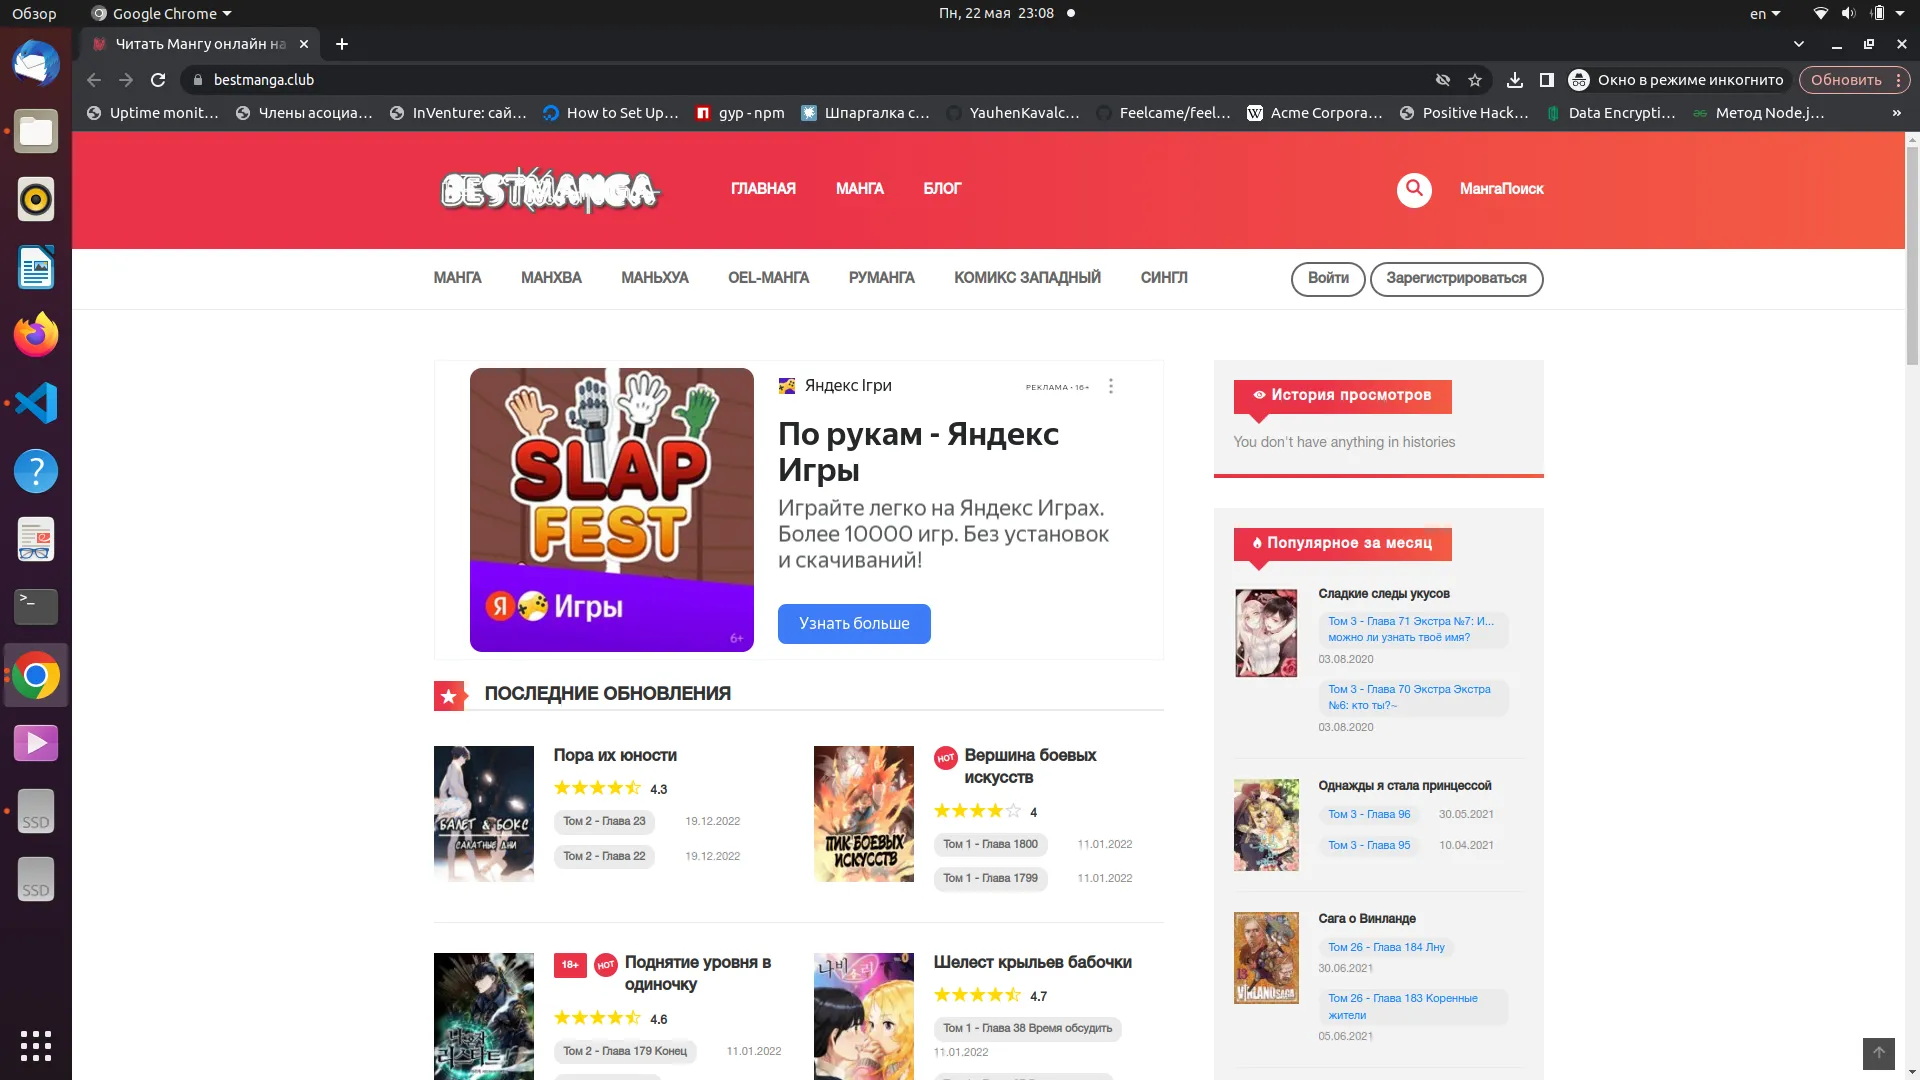 Обзор
Google Chrome
Пн, 22 мая 23:08
en
Читать Мангу онлайн на
bestmanga.club
Окно в режиме инкогнито
Обновить
Uptime monit...
Члены асоциа...
InVenture: сай...
How to Set Up...
gyp - npm
Шпаргалка с...
YauhenKavalc...
Feelcame/feel...
Acme Corpora...
Positive Hack...
Data Encrypti...
Метод Node.j...
»
BESTMANGA
ГЛАВНАЯ
МАНГА
БЛОГ
МангаПоиск
МАНГА
МАНХВА
МАНЬХУА
OEL-МАНГА
РУМАНГА
КОМИКС ЗАПАДНЫЙ
СИНГЛ
Войти
Зарегистрироваться
SLAP
FEST
Я Игры
6+
Яндекс Ігри
РЕКЛАМА • 16+
По рукам - Яндекс
Игры
Играйте легко на Яндекс Играх.
Более 10000 игр. Без установок
и скачиваний!
Узнать больше
История просмотров
You don't have anything in histories
Популярное за месяц
Сладкие следы укусов
Том 3 - Глава 71 Экстра №7: И...
можно ли узнать твоё имя?
03.08.2020
Том 3 - Глава 70 Экстра Экстра
№6: кто ты?~
03.08.2020
Однажды я стала принцессой
Том 3 - Глава 96
30.05.2021
Том 3 - Глава 95
10.04.2021
13
VINLAND SAGA
Сага о Винланде
Том 26 - Глава 184 Лну
30.06.2021
Том 26 - Глава 183 Коренные
жители
05.06.2021
ПОСЛЕДНИЕ ОБНОВЛЕНИЯ
БАЛЕТ & БОКС
САЛАТНЫЕ ДНИ
Пора их юности
4.3
Том 2 - Глава 23
19.12.2022
Том 2 - Глава 22
19.12.2022
ПИК БОЕВЫХ
ИСКУССТВ
HOT
Вершина боевых
искусств
4
Том 1 - Глава 1800
11.01.2022
Том 1 - Глава 1799
11.01.2022
18+
HOT
Поднятие уровня в
одиночку
4.6
Том 2 - Глава 179 Конец
11.01.2022
나비소리
Шелест крыльев бабочки
4.7
Том 1 - Глава 38 Время обсудить
11.01.2022
SSD
SSD